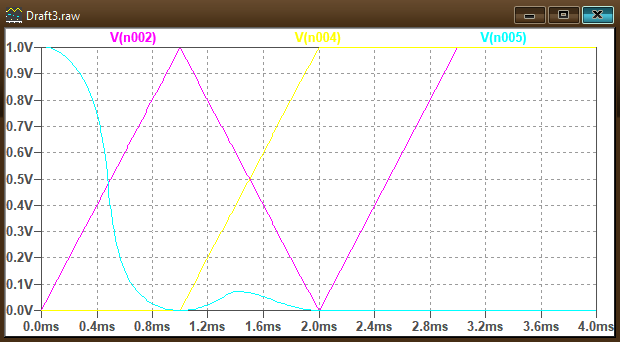 Draft3.raw
V(n002) V(n004) V(n005)
1.0V
0.9V
0.8V
0.7V
0.6V
0.5V
0.4V
0.3V
0.2V
0.1V
0.0V
0.0ms 0.4ms 0.8ms 1.2ms 1.6ms 2.0ms 2.4ms 2.8ms 3.2ms 3.6ms 4.0ms